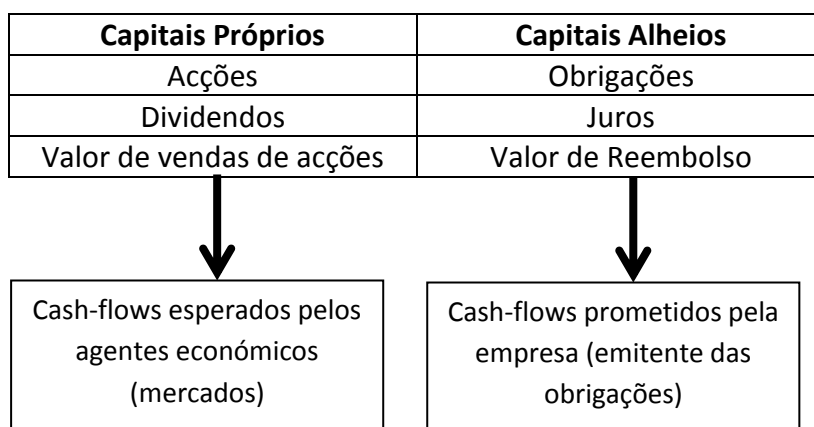 Capitais Próprios Capitais Alheios
Acções Obrigações
Dividendos Juros
Valor de vendas de acções Valor de Reembolso
Cash-flows esperados pelos
agentes económicos
(mercados)
Cash-flows prometidos pela
empresa (emitente das
obrigações)